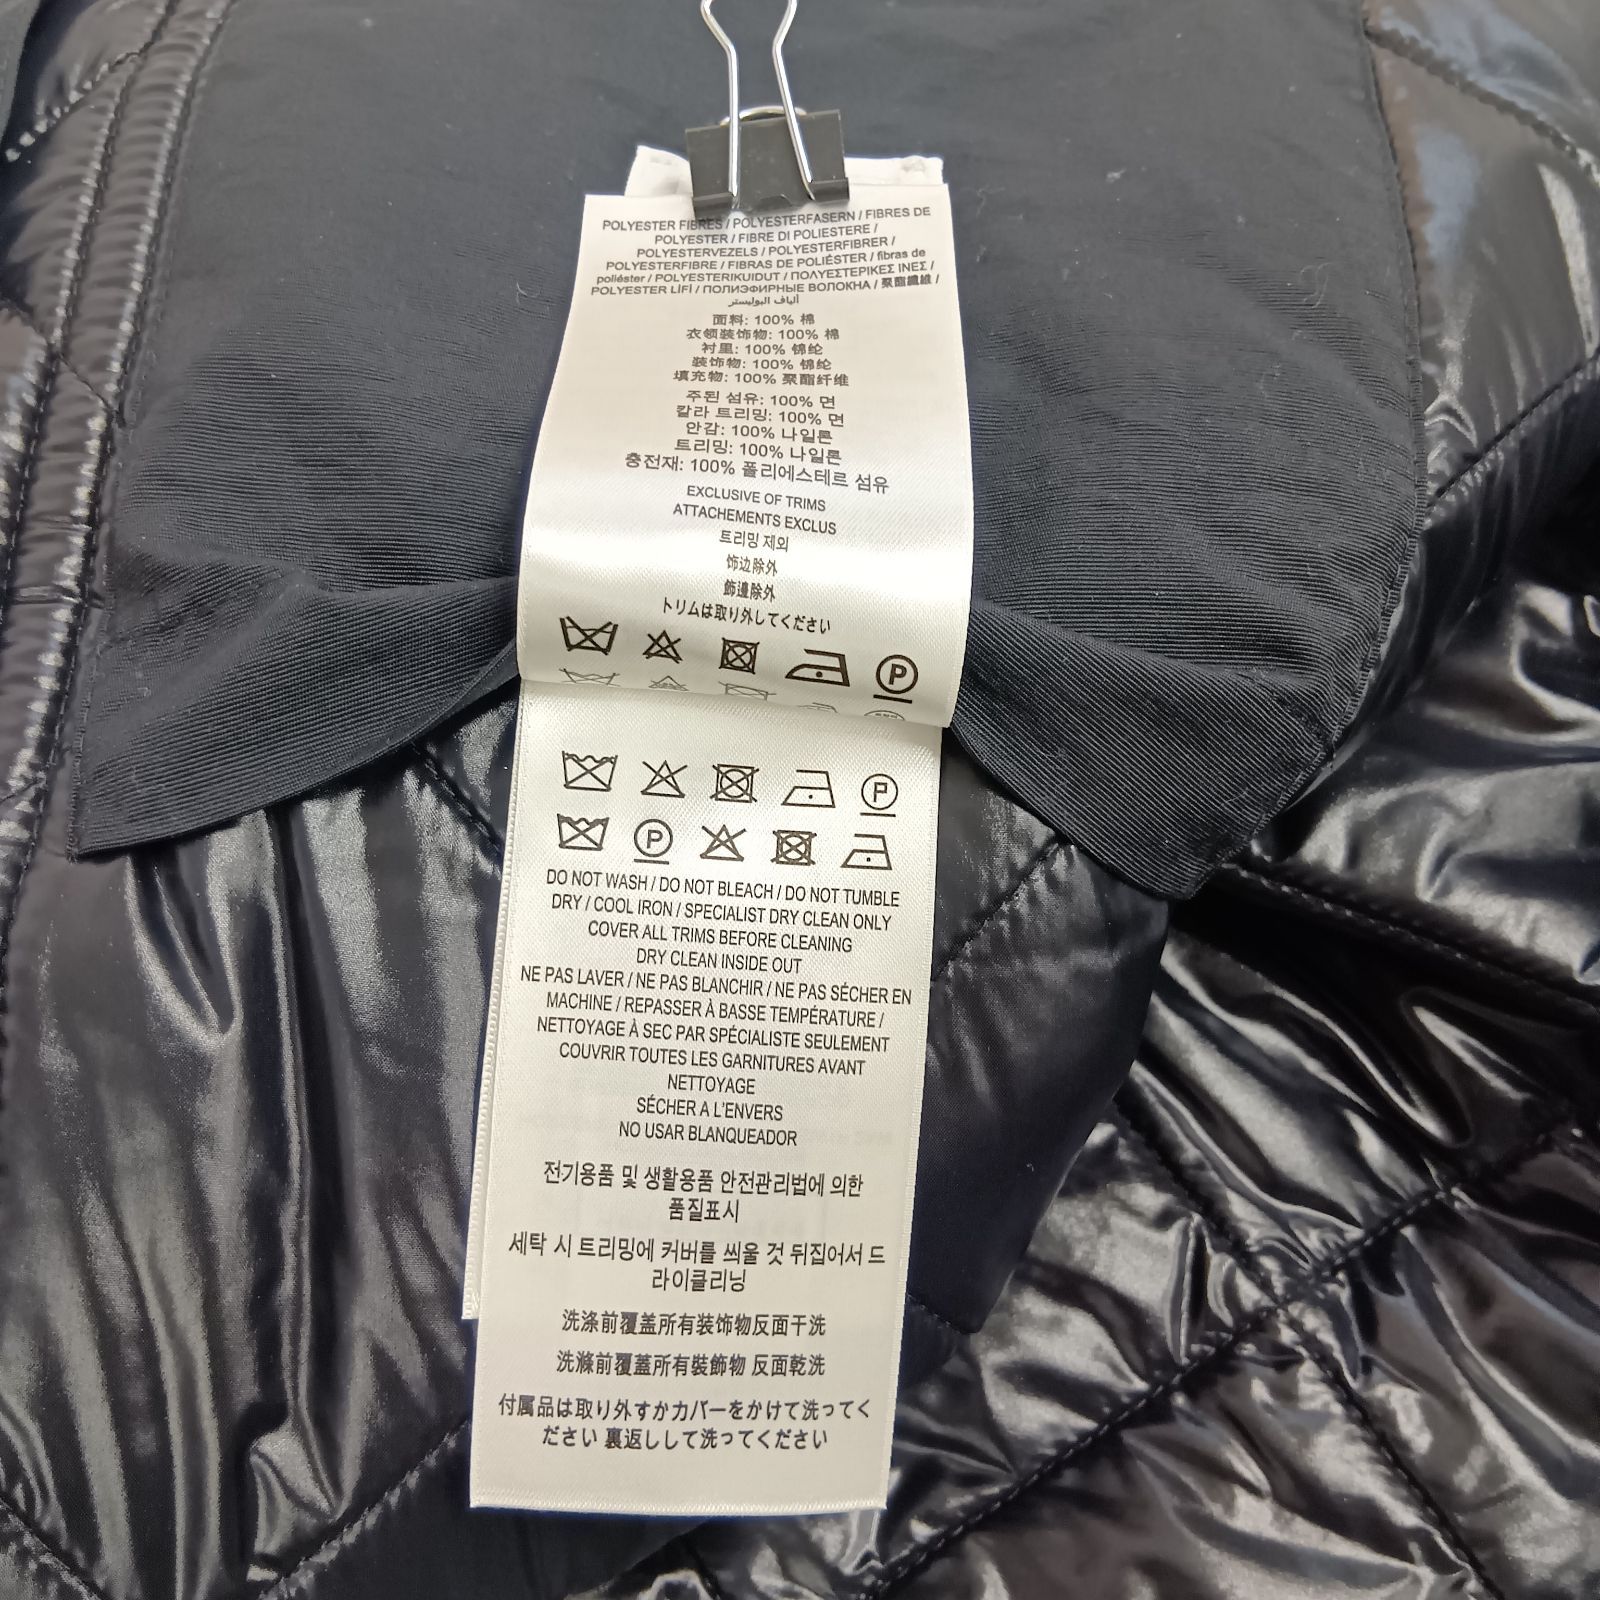 POLYESTER FIBRES / POLYESTERFASERN / FIBRES DE
POLYESTER / FIBRE DI POLIESTERE /
POLYESTERVEZELS / POLYESTERFIBRER /
POLYESTERFIBRE / FIBRAS DE POLIÉSTER / fibras de
poliéster / POLYESTERIKUIDUT / ΠΟΛΥΕΣΤΕΡΙΚΕΣ ΙΝΕΣ /
POLYESTER LİFİ / ПОЛИЭФИРНЫЕ ВОЛОКНА / 聚酯纖維 /
ألياف البوليستر
面料: 100% 棉
衣领装饰物: 100% 棉
衬里: 100% 锦纶
装饰物: 100% 锦纶
填充物: 100% 聚酯纤维
주된 섬유: 100% 면
칼라 트리밍: 100% 면
안감: 100% 나일론
트리밍: 100% 나일론
충전재: 100% 폴리에스테르 섬유
EXCLUSIVE OF TRIMS
ATTACHEMENTS EXCLUS
트리밍 제외
饰边除外
飾邊除外
トリムは取り外してください
P
P
P
DO NOT WASH / DO NOT BLEACH / DO NOT TUMBLE
DRY / COOL IRON / SPECIALIST DRY CLEAN ONLY
COVER ALL TRIMS BEFORE CLEANING
DRY CLEAN INSIDE OUT
NE PAS LAVER / NE PAS BLANCHIR / NE PAS SÉCHER EN
MACHINE / REPASSER À BASSE TEMPÉRATURE /
NETTOYAGE À SEC PAR SPÉCIALISTE SEULEMENT
COUVRIR TOUTES LES GARNITURES AVANT
NETTOYAGE
SÉCHER A L'ENVERS
NO USAR BLANQUEADOR
전기용품 및 생활용품 안전관리법에 의한
품질표시
세탁 시 트리밍에 커버를 씌울 것 뒤집어서 드
라이클리닝
洗涤前覆盖所有装饰物反面干洗
洗滌前覆蓋所有裝飾物 反面乾洗
付属品は取り外すかカバーをかけて洗ってく
ださい 裏返しして洗ってください